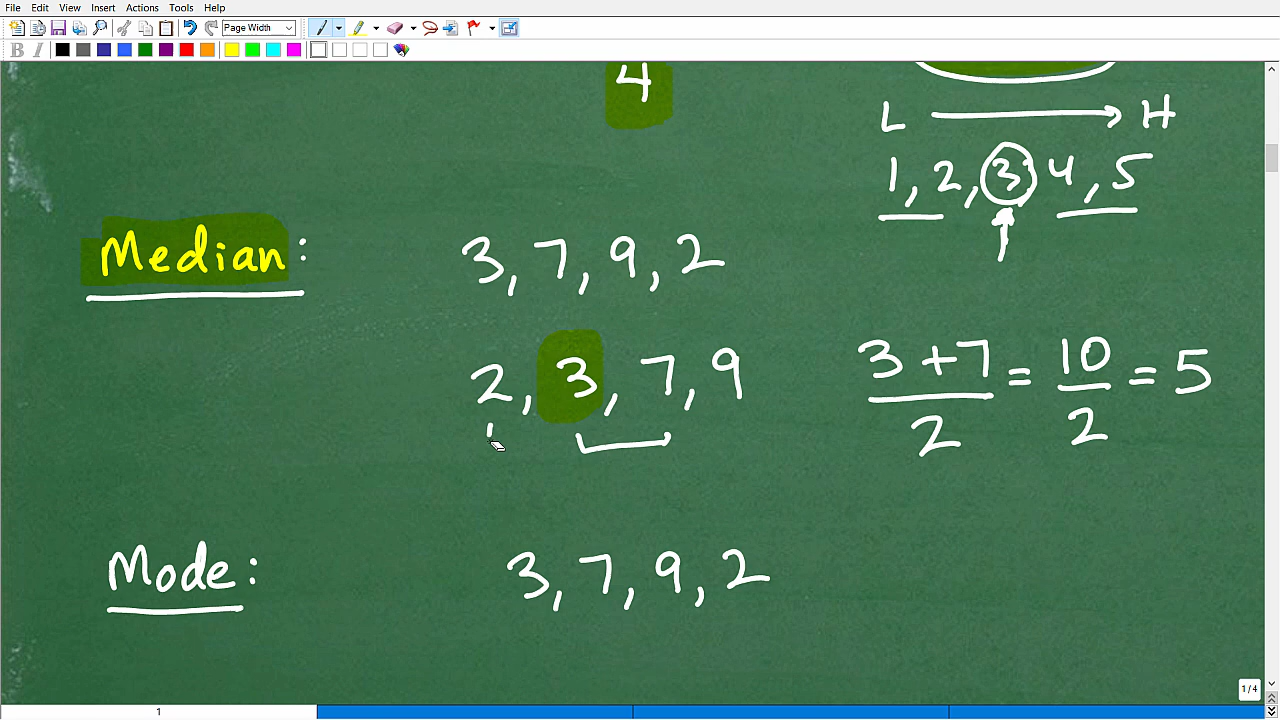 File Edit View Insert Actions Tools Help
Page Width
B I
4
L → H
1, 2, 3 4, 5
Median: 3, 7, 9, 2
2, 3, 7, 9
3 + 7 / 2 = 10 / 2 = 5
Mode: 3, 7, 9, 2
1/4
1